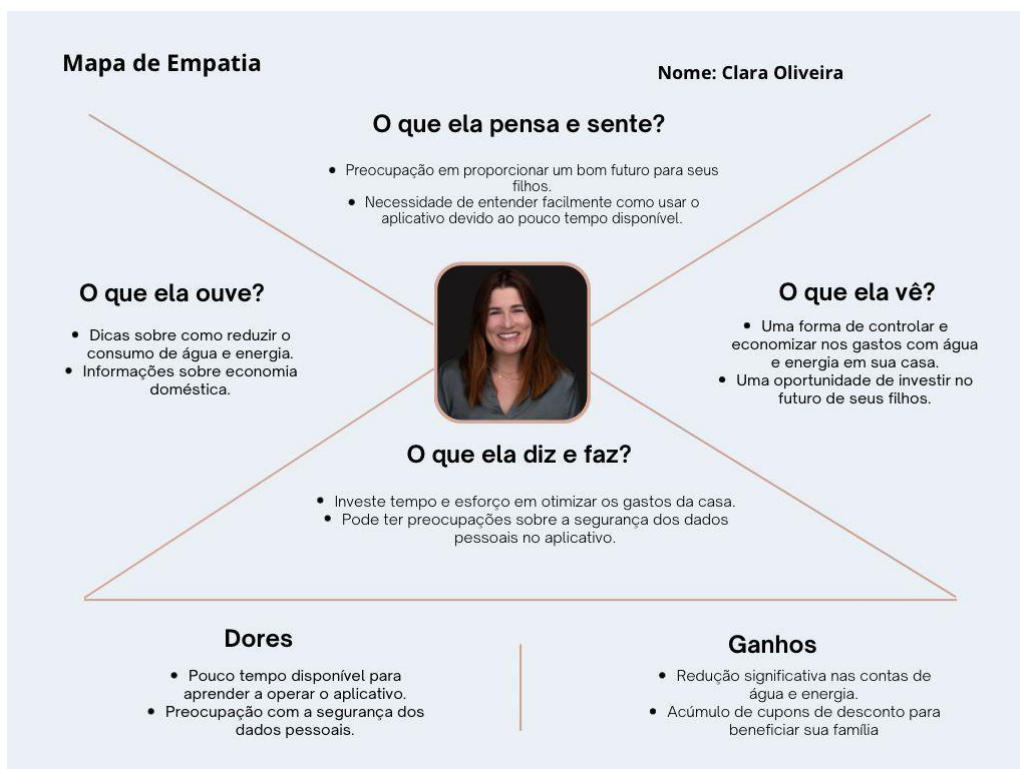 Mapa de Empatia
Nome: Clara Oliveira
O que ela pensa e sente?
• Preocupação em proporcionar um bom futuro para seus
filhos.
• Necessidade de entender facilmente como usar o
aplicativo devido ao pouco tempo disponível.
O que ela ouve?
• Dicas sobre como reduzir o
consumo de água e energia.
• Informações sobre economia
doméstica.
O que ela vê?
• Uma forma de controlar e
economizar nos gastos com água
e energia em sua casa.
• Uma oportunidade de investir no
futuro de seus filhos.
O que ela diz e faz?
• Investe tempo e esforço em otimizar os gastos da casa.
• Pode ter preocupações sobre a segurança dos dados
pessoais no aplicativo.
Dores
• Pouco tempo disponível para
aprender a operar o aplicativo.
• Preocupação com a segurança dos
dados pessoais.
Ganhos
• Redução significativa nas contas de
água e energia.
• Acúmulo de cupons de desconto para
beneficiar sua família